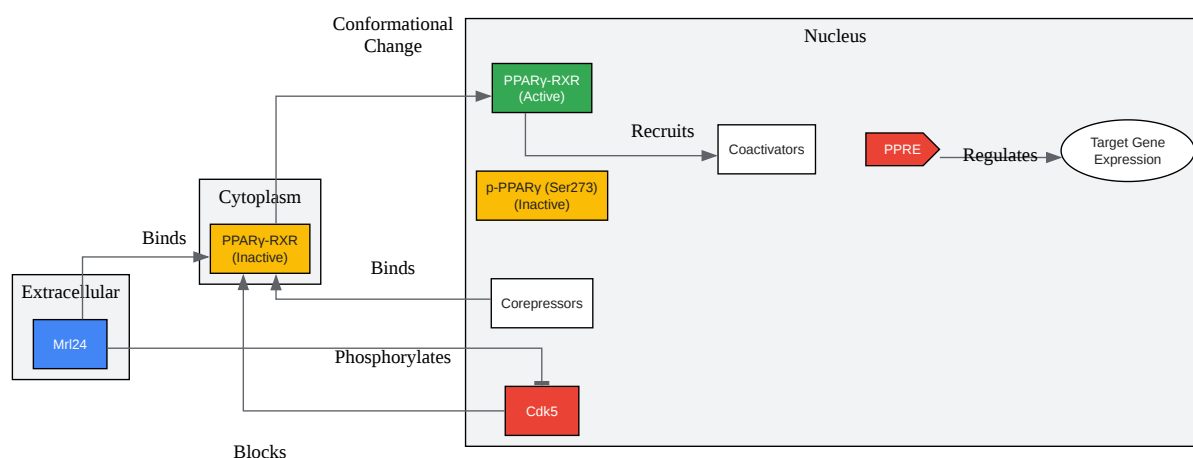 Conformational
Change
Nucleus
PPARγ-RXR
(Active)
Recruits
Coactivators
PPRE
Regulates
Target Gene
Expression
p-PPARγ (Ser273)
(Inactive)
Cytoplasm
PPARγ-RXR
(Inactive)
Binds
Binds
Extracellular
Mrl24
Corepressors
Phosphorylates
Cdk5
Blocks